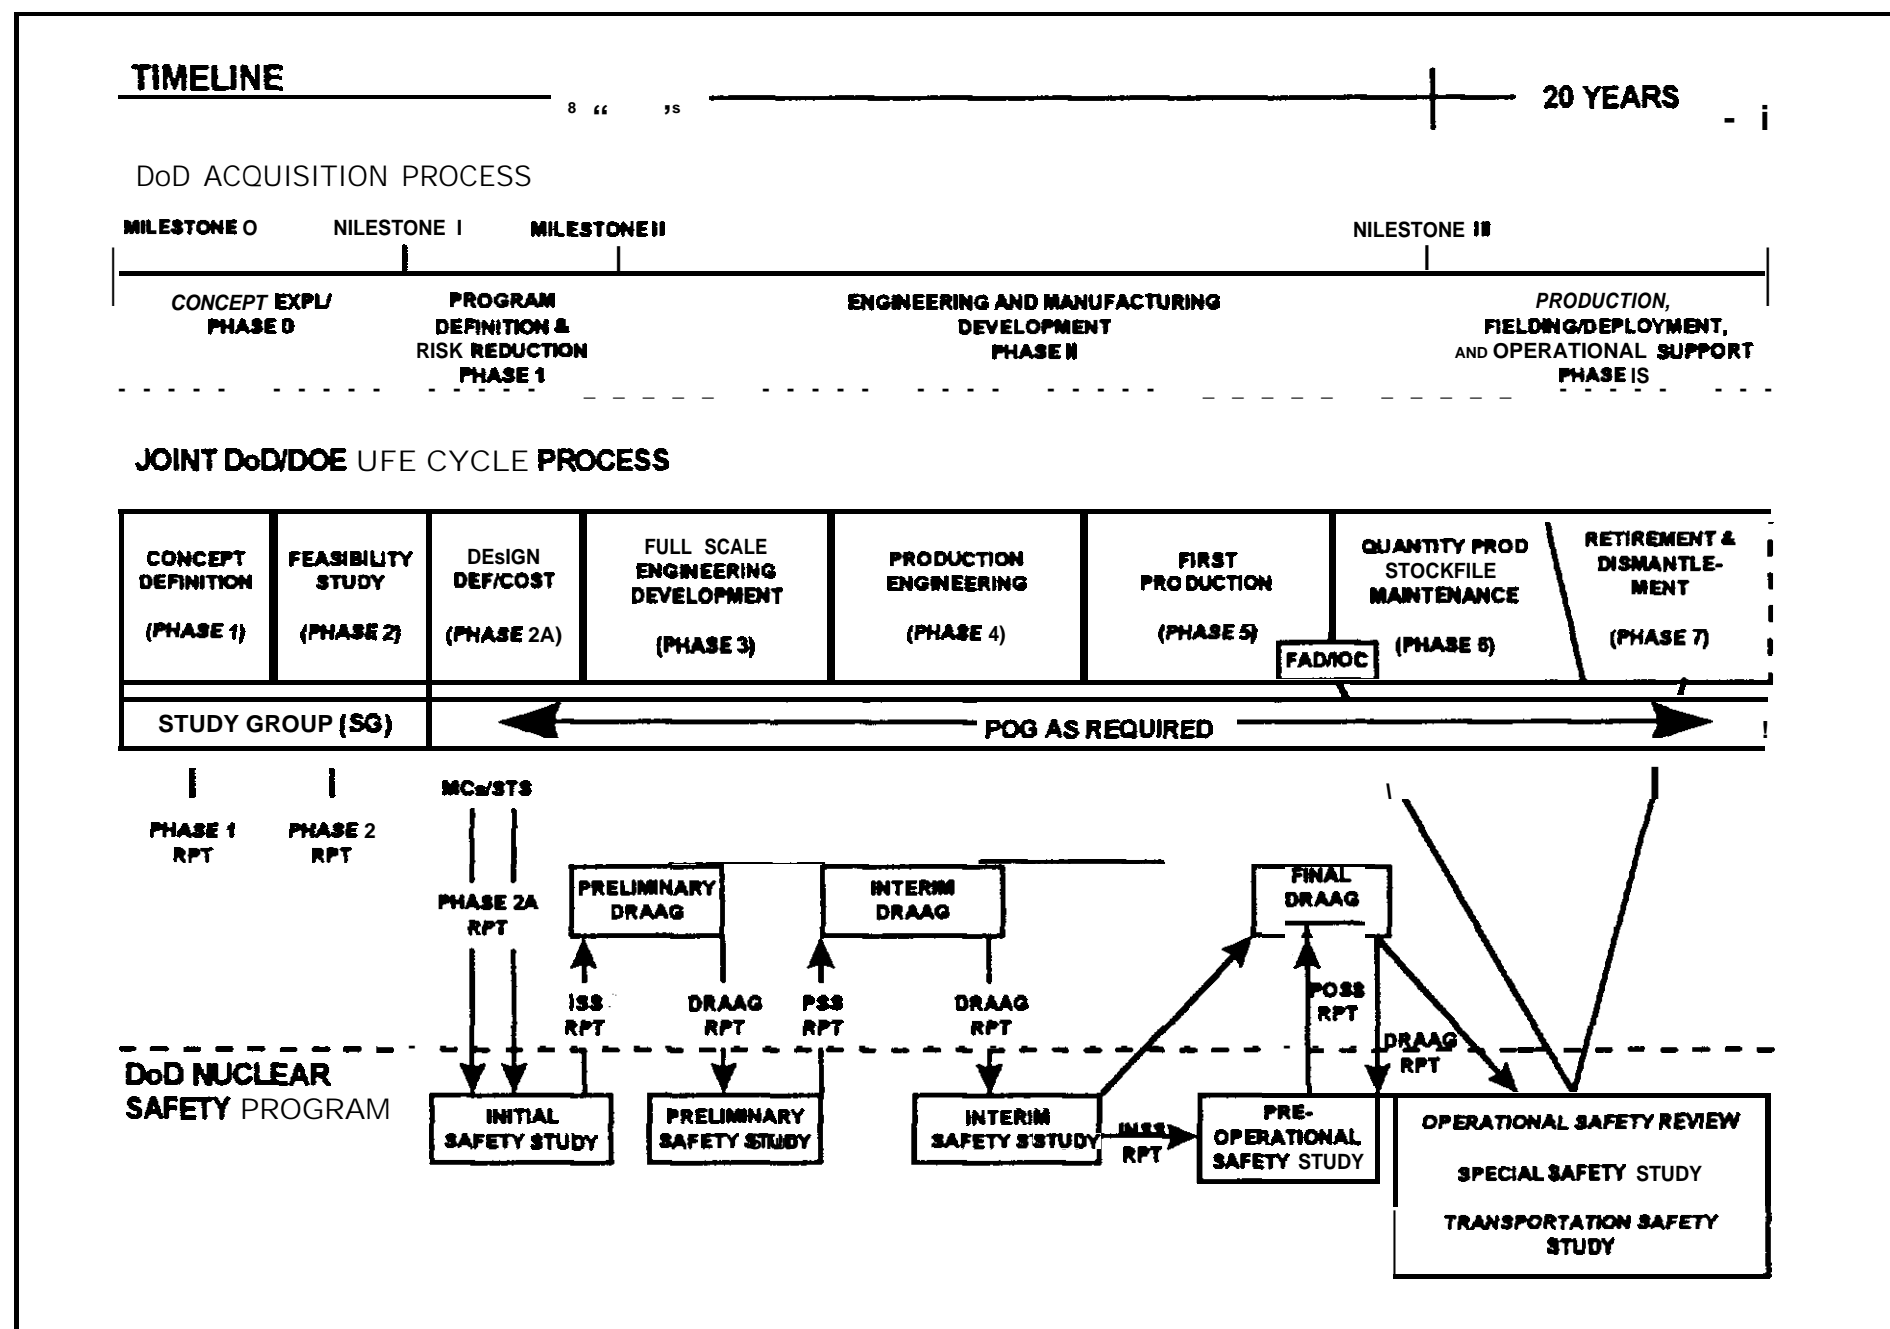 TIMELINE
8 “ ’s
20 YEARS
- i
DoD ACQUISITION PROCESS
MILESTONE O
NILESTONE I
MILESTONE II
NILESTONE III
CONCEPT EXPL/
PHASE 0
PROGRAM
DEFINITION &
RISK REDUCTION
PHASE 1
ENGINEERING AND MANUFACTURING
DEVELOPMENT
PHASE II
PRODUCTION,
FIELDING/DEPLOYMENT,
AND OPERATIONAL SUPPORT
PHASE IS
JOINT DoD/DOE UFE CYCLE PROCESS
CONCEPT
DEFINITION
(PHASE 1)
FEASIBILITY
STUDY
(PHASE 2)
DEsIGN
DEF/COST
(PHASE 2A)
FULL SCALE
ENGINEERING
DEVELOPMENT
(PHASE 3)
PRODUCTION
ENGINEERING
(PHASE 4)
FIRST
PRODUCTION
(PHASE 5)
FAD/IOC
QUANTITY PROD
STOCKFILE
MAINTENANCE
(PHASE 6)
RETIREMENT &
DISMANTLE-
MENT
(PHASE 7)
STUDY GROUP (SG)
POG AS REQUIRED
!
PHASE 1
RPT
PHASE 2
RPT
MCs/STS
PHASE 2A
RPT
PRELIMINARY
DRAAG
INTERIM
DRAAG
FINAL
DRAAG
ISS
RPT
DRAAG
RPT
PSS
RPT
DRAAG
RPT
POSS
RPT
DRAAG
RPT
DoD NUCLEAR
SAFETY PROGRAM
INITIAL
SAFETY STUDY
PRELIMINARY
SAFETY STUDY
INTERIM
SAFETY S'STUDY
INSS
RPT
PRE-
OPERATIONAL
SAFETY STUDY
OPERATIONAL SAFETY REVIEW
SPECIAL SAFETY STUDY
TRANSPORTATION SAFETY
STUDY